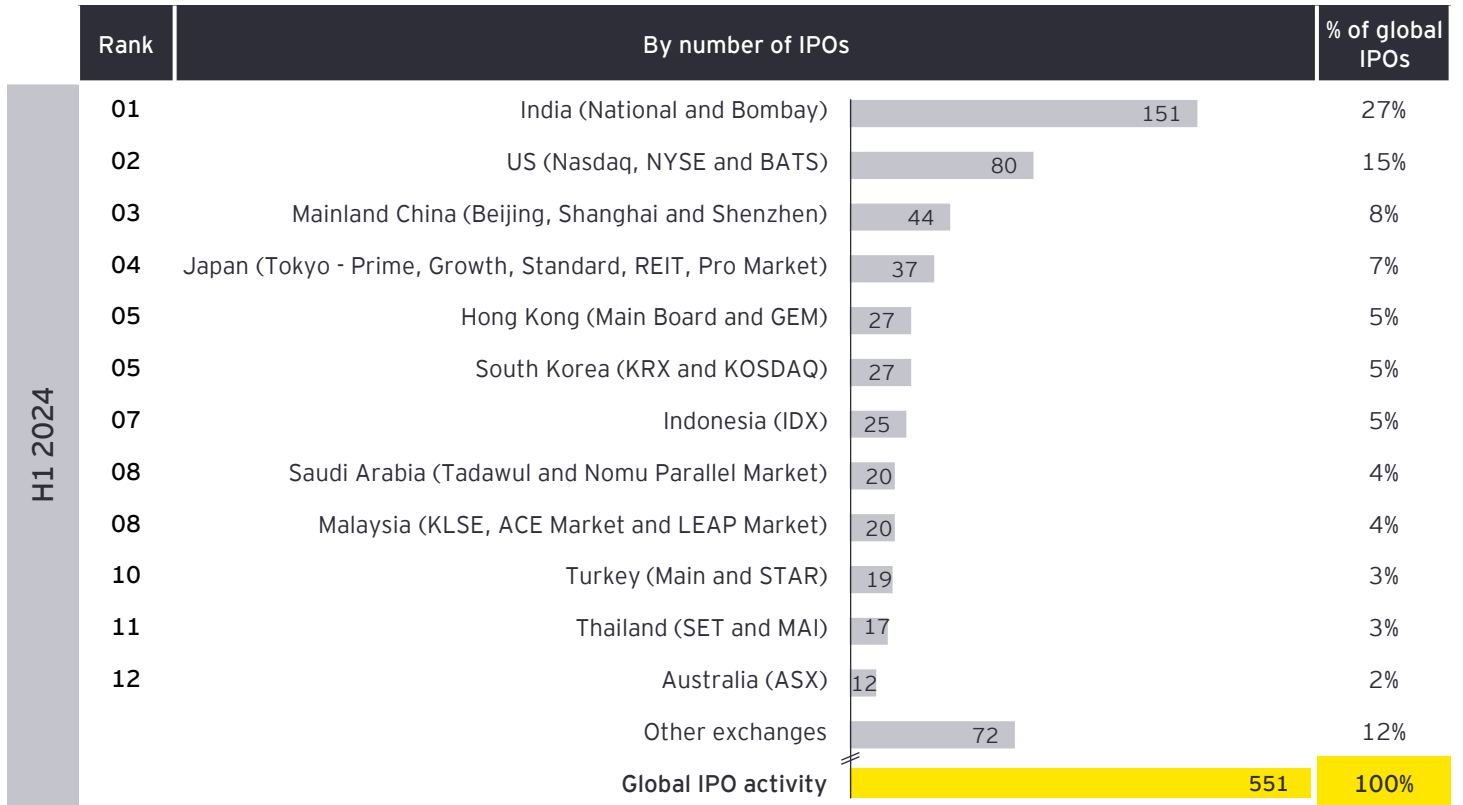 Rank By number of IPOs % of global
IPOs
H1 2024
01 India (National and Bombay) 151 27%
02 US (Nasdaq, NYSE and BATS) 80 15%
03 Mainland China (Beijing, Shanghai and Shenzhen) 44 8%
04 Japan (Tokyo - Prime, Growth, Standard, REIT, Pro Market) 37 7%
05 Hong Kong (Main Board and GEM) 27 5%
05 South Korea (KRX and KOSDAQ) 27 5%
07 Indonesia (IDX) 25 5%
08 Saudi Arabia (Tadawul and Nomu Parallel Market) 20 4%
08 Malaysia (KLSE, ACE Market and LEAP Market) 20 4%
10 Turkey (Main and STAR) 19 3%
11 Thailand (SET and MAI) 17 3%
12 Australia (ASX) 12 2%
Other exchanges 72 12%
Global IPO activity 551 100%